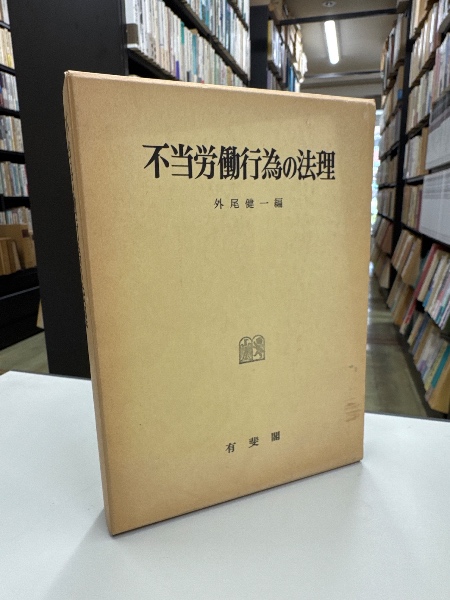 不当労働行為の法理
外尾健一編
有斐閣